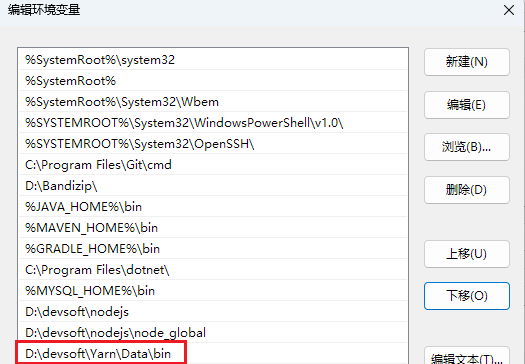 编辑环境变量
%SystemRoot%\system32
%SystemRoot%
%SystemRoot%\System32\Wbem
%SYSTEMROOT%\System32\WindowsPowerShell\v1.0\
%SYSTEMROOT%\System32\OpenSSH\
C:\Program Files\Git\cmd
D:\Bandizip\
%JAVA_HOME%\bin
%MAVEN_HOME%\bin
%GRADLE_HOME%\bin
C:\Program Files\dotnet\
%MYSQL_HOME%\bin
D:\devsoft\nodejs
D:\devsoft\nodejs\node_global
D:\devsoft\Yarn\Data\bin
新建(N)
编辑(E)
浏览(B)...
删除(D)
上移(U)
下移(O)
编辑文本(T)...